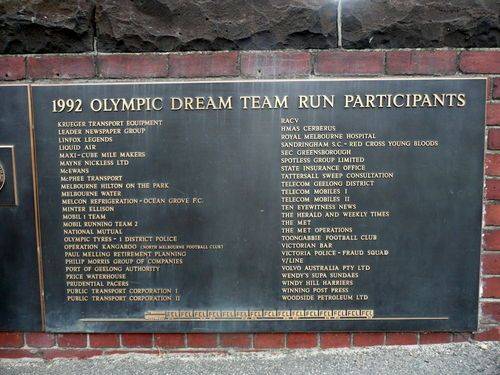 1992 OLYMPIC DREAM TEAM RUN PARTICIPANTS
KRUEGER TRANSPORT EQUIPMENT
LEADER NEWSPAPER GROUP
LINFOX LEGENDS
LIQUID AIR
MAXI-CUBE MILE MAKERS
MAYNE NICKLESS LTD
McEWANS
McPHEE TRANSPORT
MELBOURNE HILTON ON THE PARK
MELBOURNE WATER
MELCON REFRIGERATION - OCEAN GROVE F.C.
MINTER ELLISON
MOBIL 1 TEAM
MOBIL RUNNING TEAM 2
NATIONAL MUTUAL
OLYMPIC TYRES - 1 DISTRICT POLICE
OPERATION KANGAROO (NORTH MELBOURNE FOOTBALL CLUB)
PAUL MELLING RETIREMENT PLANNING
PHILIP MORRIS GROUP OF COMPANIES
PORT OF GEELONG AUTHORITY
PRICE WATERHOUSE
PRUDENTIAL PACERS
PUBLIC TRANSPORT CORPORATION I
PUBLIC TRANSPORT CORPORATION II
RACV
HMAS CERBERUS
ROYAL MELBOURNE HOSPITAL
SANDRINGHAM S.C. - RED CROSS YOUNG BLOODS
SEC GREENSBOROUGH
SPOTLESS GROUP LIMITED
STATE INSURANCE OFFICE
TATTERSALL SWEEP CONSULTATION
TELECOM GEELONG DISTRICT
TELECOM MOBILES I
TELECOM MOBILES II
TEN EYEWITNESS NEWS
THE HERALD AND WEEKLY TIMES
THE MET
THE MET OPERATIONS
TOONGABBIE FOOTBALL CLUB
VICTORIAN BAR
VICTORIA POLICE - FRAUD SQUAD
V/LINE
VOLVO AUSTRALIA PTY LTD
WENDY'S SUPA SUNDAES
WINDY HILL HARRIERS
WINNING POST PRESS
WOODSIDE PETROLEUM LTD